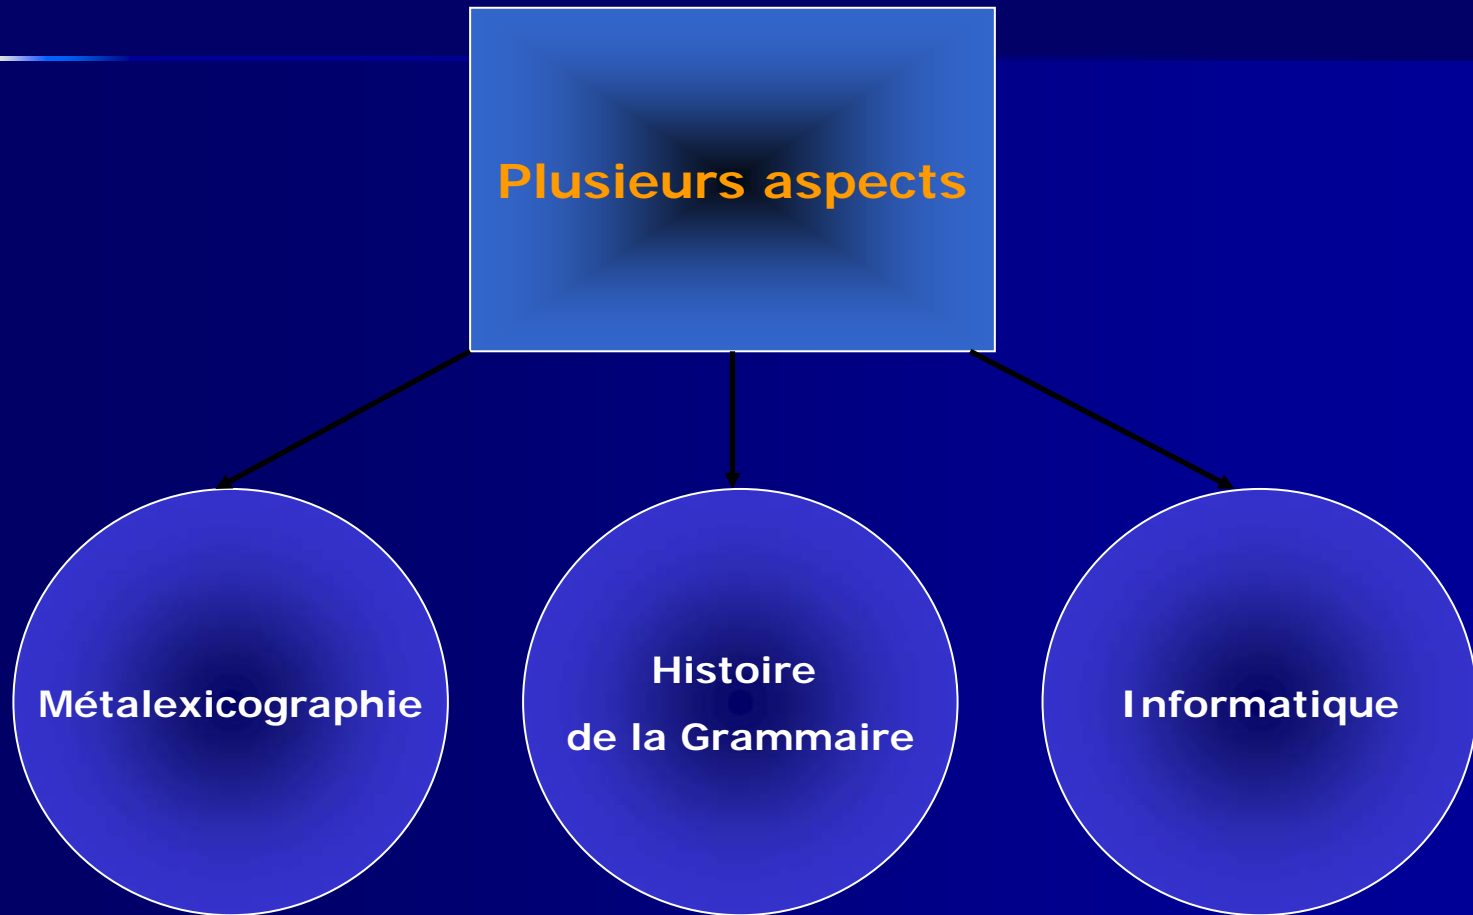 Plusieurs aspects
Métalexicographie
Histoire
de la Grammaire
Informatique